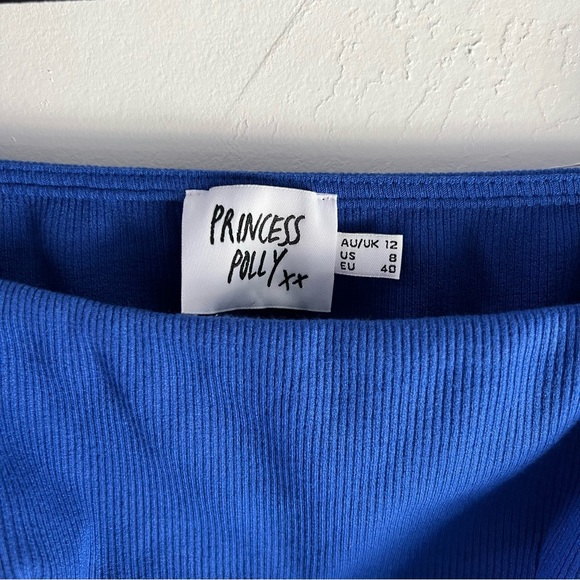 PRINCESS
POLLY xx
AU/UK 12
US 8
EU 40